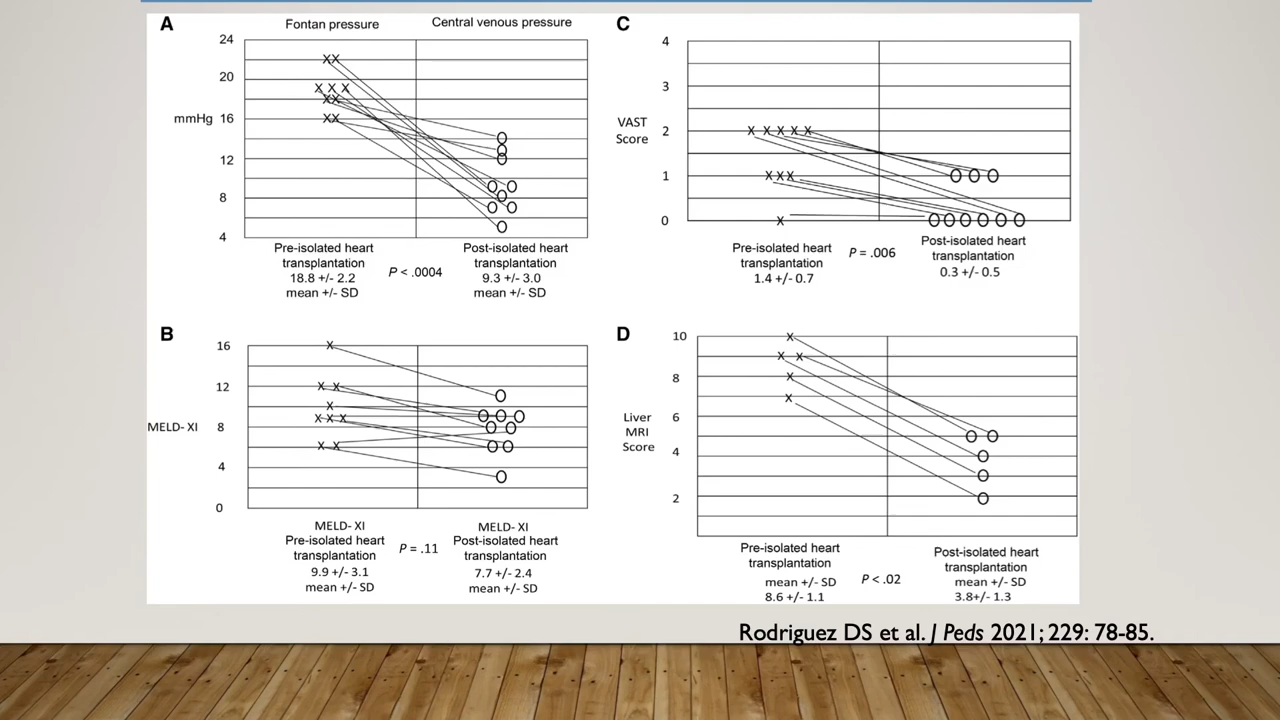 A
Fontan pressure
Central venous pressure
24
20
mmHg
16
12
8
4
Pre-isolated heart
transplantation
18.8 +/- 2.2
mean +/- SD
P < .0004
Post-isolated heart
transplantation
9.3 +/- 3.0
mean +/- SD
C
4
3
VAST
Score
2
1
0
Pre-isolated heart
transplantation
1.4 +/- 0.7
P = .006
Post-isolated heart
transplantation
0.3 +/- 0.5
B
16
12
MELD- XI
8
4
0
MELD- XI
Pre-isolated heart
transplantation
9.9 +/- 3.1
mean +/- SD
P = .11
MELD- XI
Post-isolated heart
transplantation
7.7 +/- 2.4
mean +/- SD
D
10
8
Liver
MRI
Score
6
4
2
Pre-isolated heart
transplantation
mean +/- SD
8.6 +/- 1.1
P < .02
Post-isolated heart
transplantation
mean +/- SD
3.8+/- 1.3
Rodriguez DS et al. J Peds 2021; 229: 78-85.